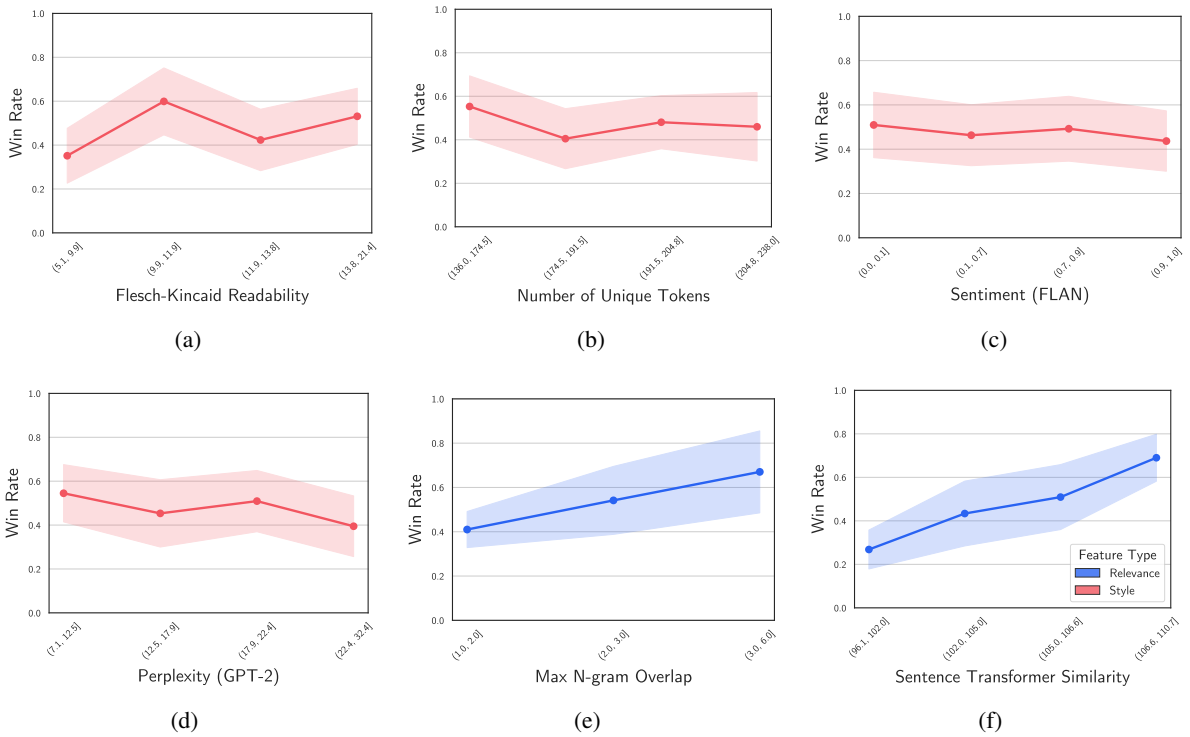 1.0
0.8
0.6
0.4
0.2
0.0
Win Rate
(5.1, 9.9]
(9.9, 11.9]
(11.9, 13.8]
(13.8, 21.4]
Flesch-Kincaid Readability
(a)
1.0
0.8
0.6
0.4
0.2
0.0
Win Rate
(136.0, 174.5]
(174.5, 191.5]
(191.5, 204.8]
(204.8, 238.0]
Number of Unique Tokens
(b)
1.0
0.8
0.6
0.4
0.2
0.0
Win Rate
(0.0, 0.1]
(0.1, 0.7]
(0.7, 0.9]
(0.9, 1.0]
Sentiment (FLAN)
(c)
1.0
0.8
0.6
0.4
0.2
0.0
Win Rate
(7.1, 12.5]
(12.5, 17.9]
(17.9, 22.4]
(22.4, 32.4]
Perplexity (GPT-2)
(d)
1.0
0.8
0.6
0.4
0.2
0.0
Win Rate
(1.0, 2.0]
(2.0, 3.0]
(3.0, 6.0]
Max N-gram Overlap
(e)
1.0
0.8
0.6
0.4
0.2
0.0
Win Rate
Feature Type
Relevance
Style
(96.1, 102.0]
(102.0, 105.0]
(105.0, 106.6]
(106.6, 110.7]
Sentence Transformer Similarity
(f)